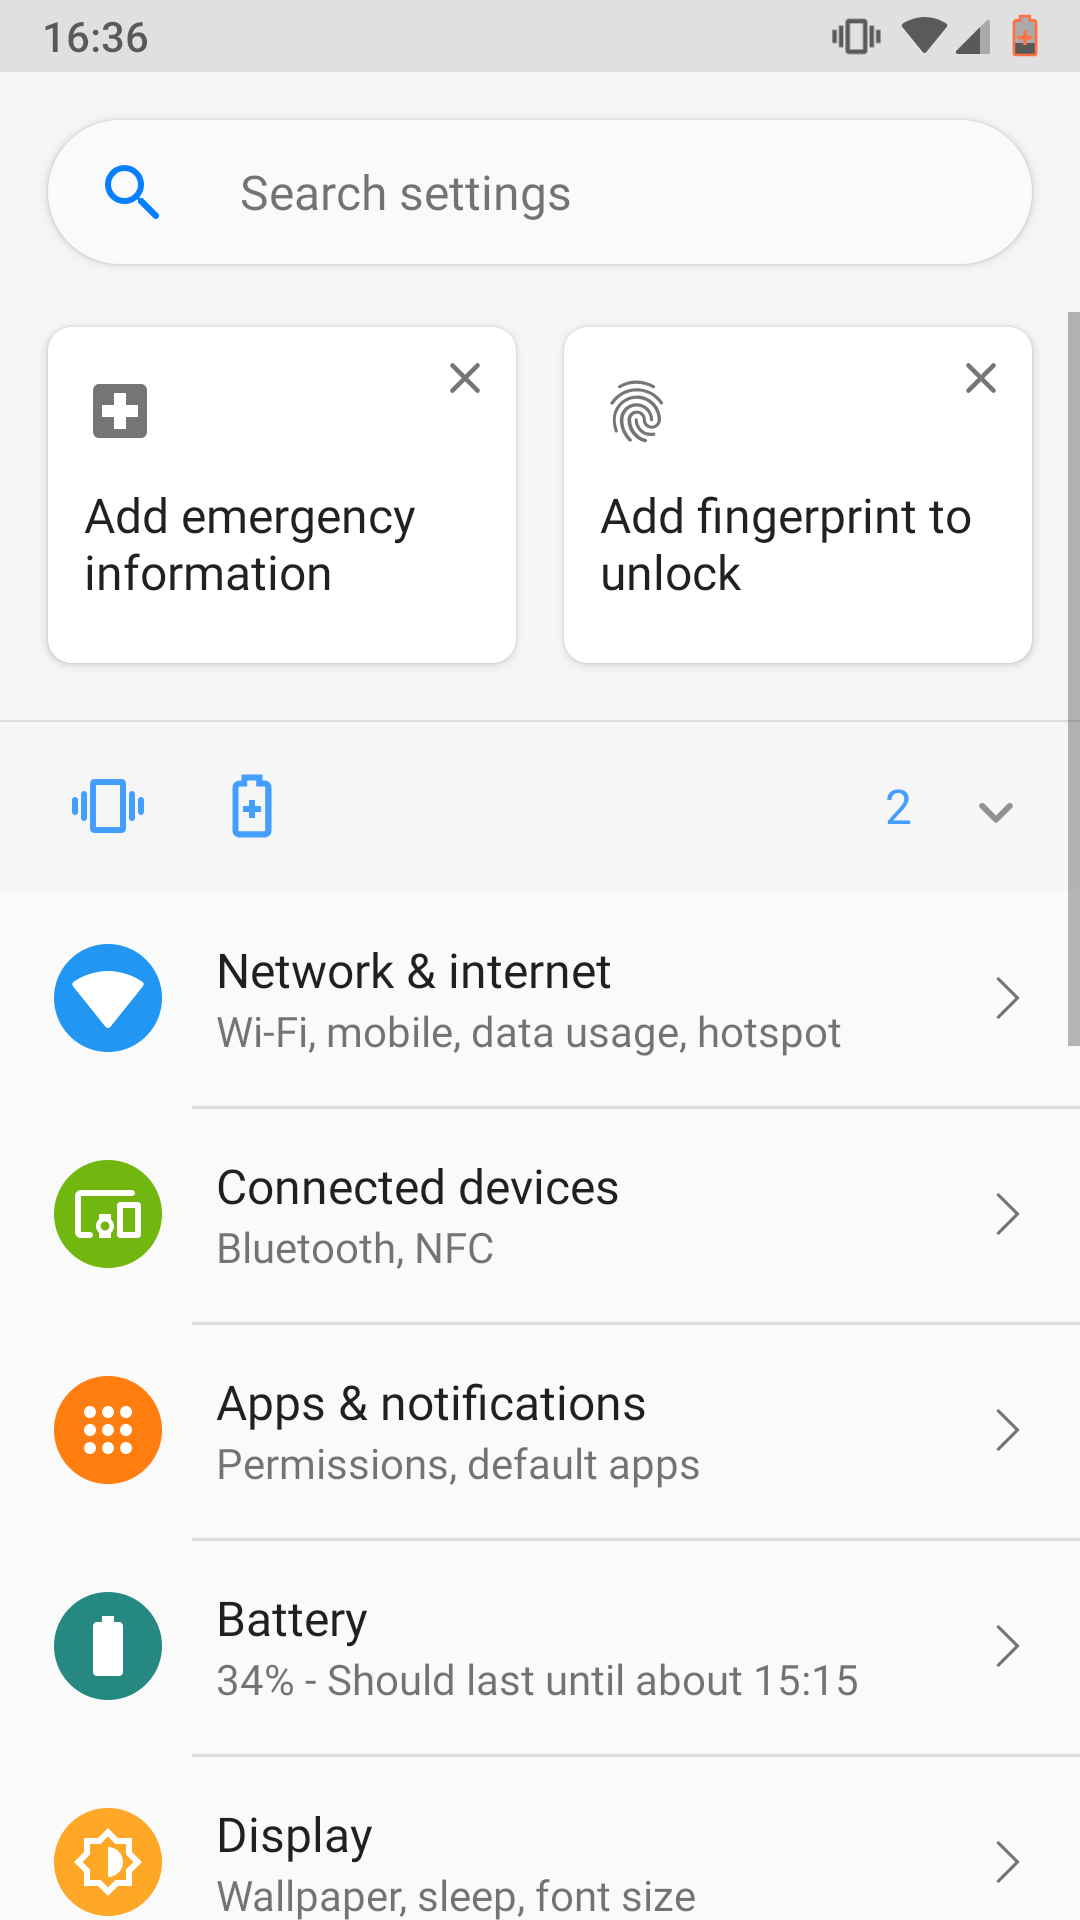 16:36
Search settings
Add emergency
information
Add fingerprint to
unlock
2
Network & internet
Wi-Fi, mobile, data usage, hotspot
Connected devices
Bluetooth, NFC
Apps & notifications
Permissions, default apps
Battery
34% - Should last until about 15:15
Display
Wallpaper, sleep, font size